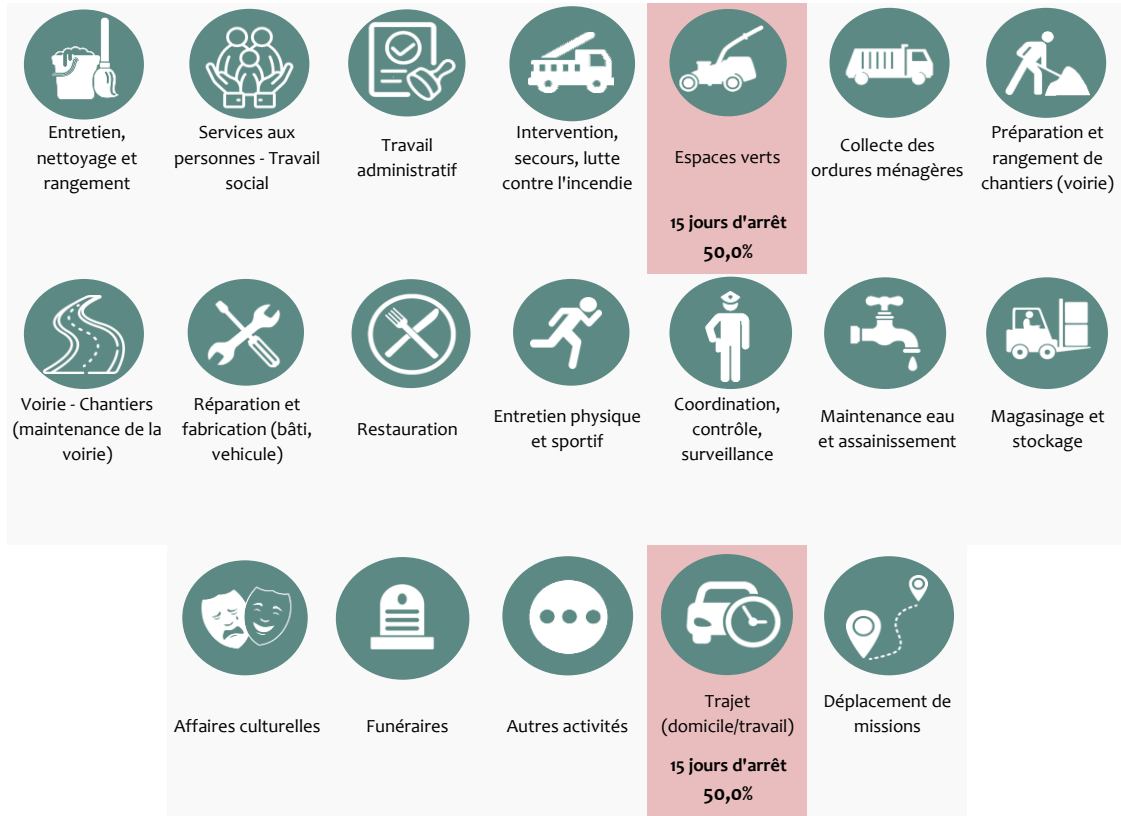 Entretien,
nettoyage et
rangement
Services aux
personnes - Travail
social
Travail
administratif
Intervention,
secours, lutte
contre l'incendie
Espaces verts
15 jours d'arrêt
50,0%
Collecte des
ordures ménagères
Préparation et
rangement de
chantiers (voirie)
Voirie - Chantiers
(maintenance de la
voirie)
Réparation et
fabrication (bâti,
vehicule)
Restauration
Entretien physique
et sportif
Coordination,
contrôle,
surveillance
Maintenance eau
et assainissement
Magasinage et
stockage
Affaires culturelles
Funéraires
Autres activités
Trajet
(domicile/travail)
15 jours d'arrêt
50,0%
Déplacement de
missions